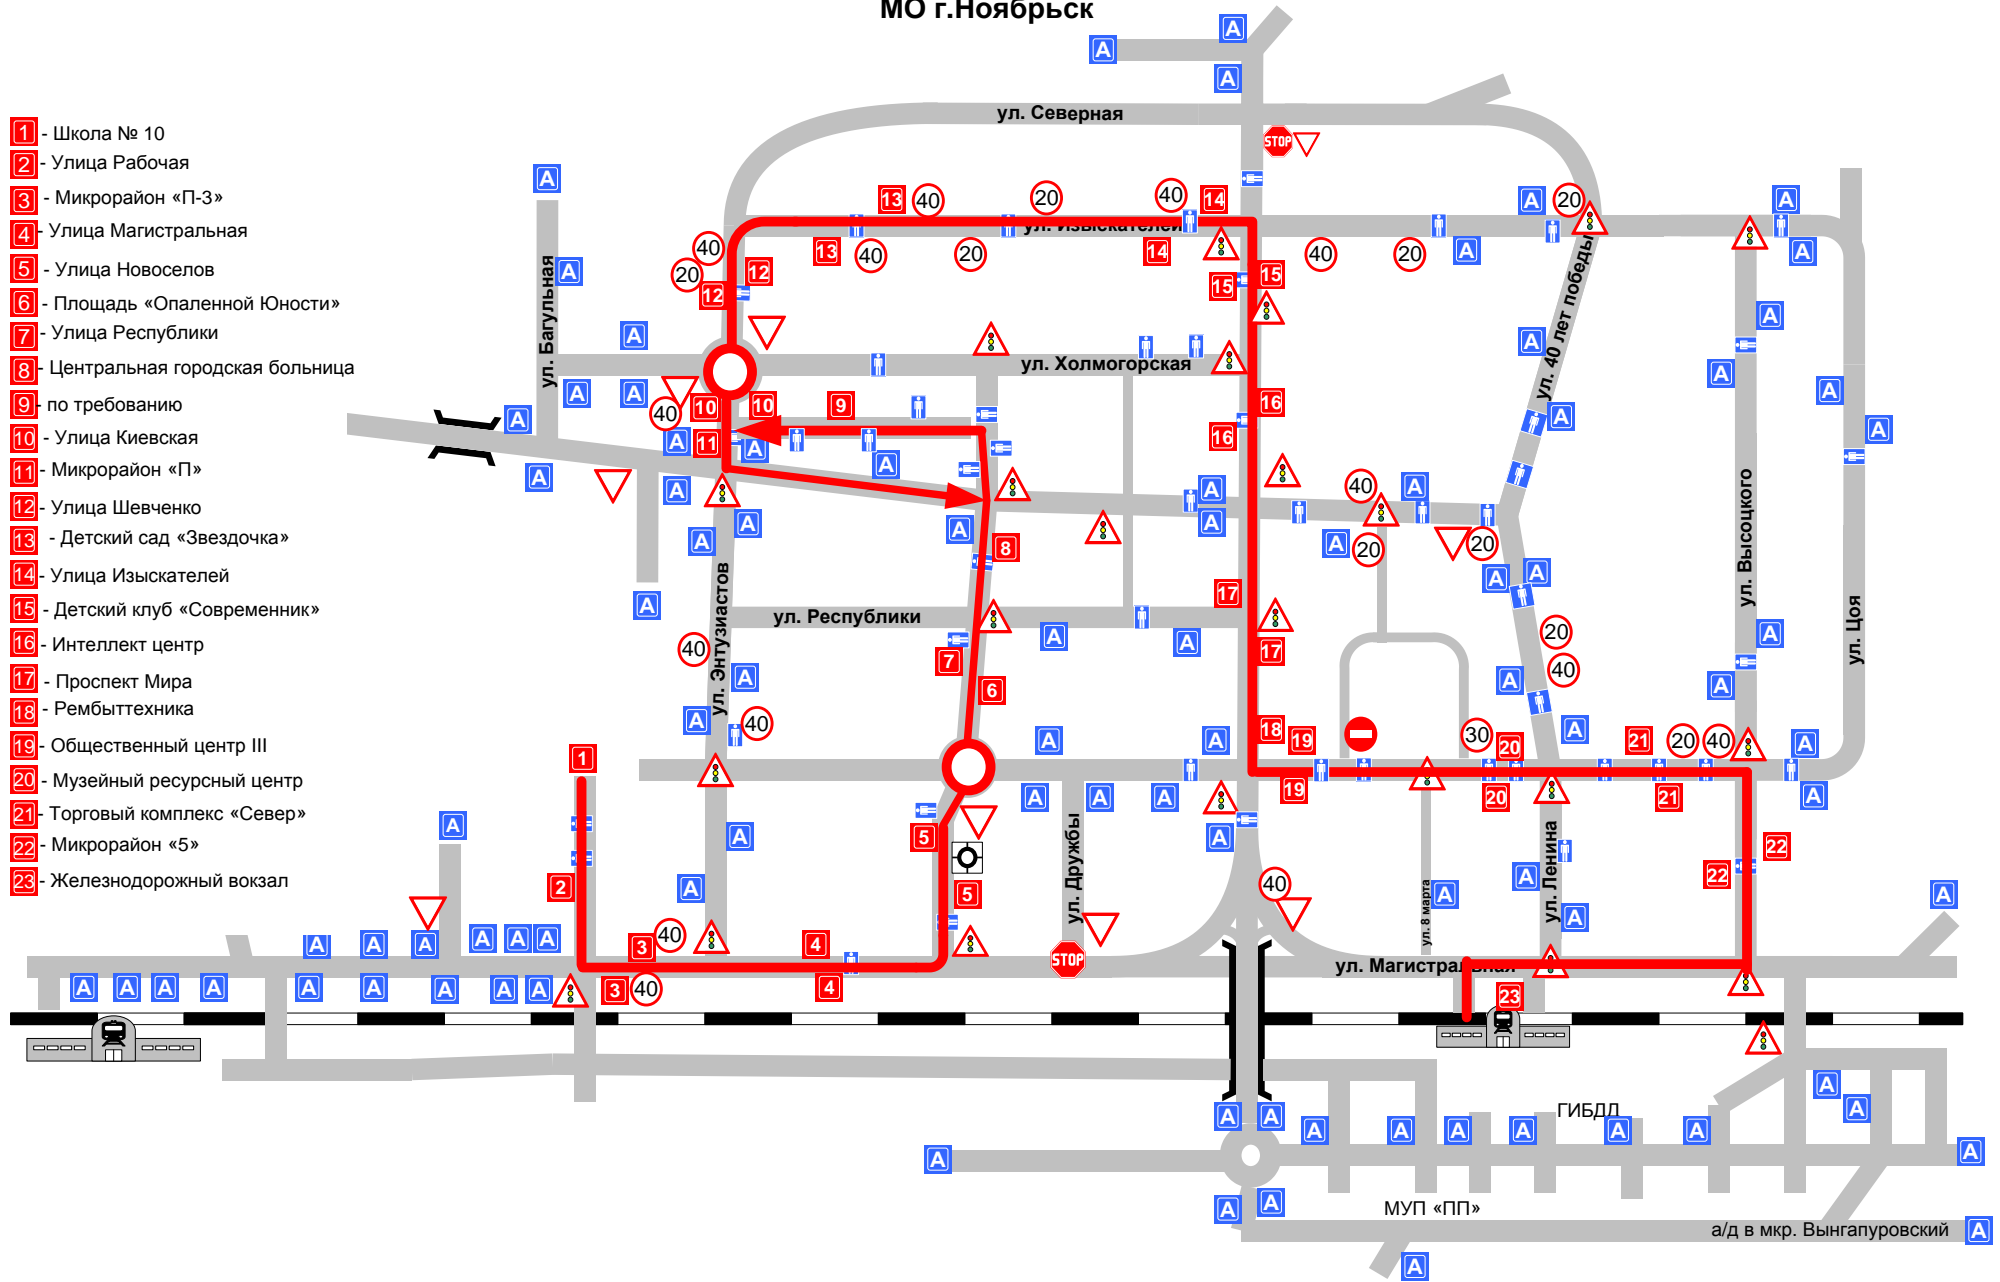 МО г.Ноябрьск
1 - Школа № 10
2 - Улица Рабочая
3 - Микрорайон «П-3»
4 - Улица Магистральная
5 - Улица Новоселов
6 - Площадь «Опаленной Юности»
7 - Улица Республики
8 - Центральная городская больница
9 - по требованию
10 - Улица Киевская
11 - Микрорайон «П»
12 - Улица Шевченко
13 - Детский сад «Звездочка»
14 - Улица Изыскателей
15 - Детский клуб «Современник»
16 - Интеллект центр
17 - Проспект Мира
18 - Рембыттехника
19 - Общественный центр III
20 - Музейный ресурсный центр
21 - Торговый комплекс «Север»
22 - Микрорайон «5»
23 - Железнодорожный вокзал
ул. Северная
STOP
ул. Изыскателей
ул. Багульная
ул. Холмогорская
ул. 40 лет победы
ул. Высоцкого
ул. Цоя
ул. Энтузиастов
ул. Республики
ул. Дружбы
ул. Ленина
ул. 8 марта
STOP
ул. Магистральная
ГИБДД
МУП «ПП»
а/д в мкр. Вынгапуровский